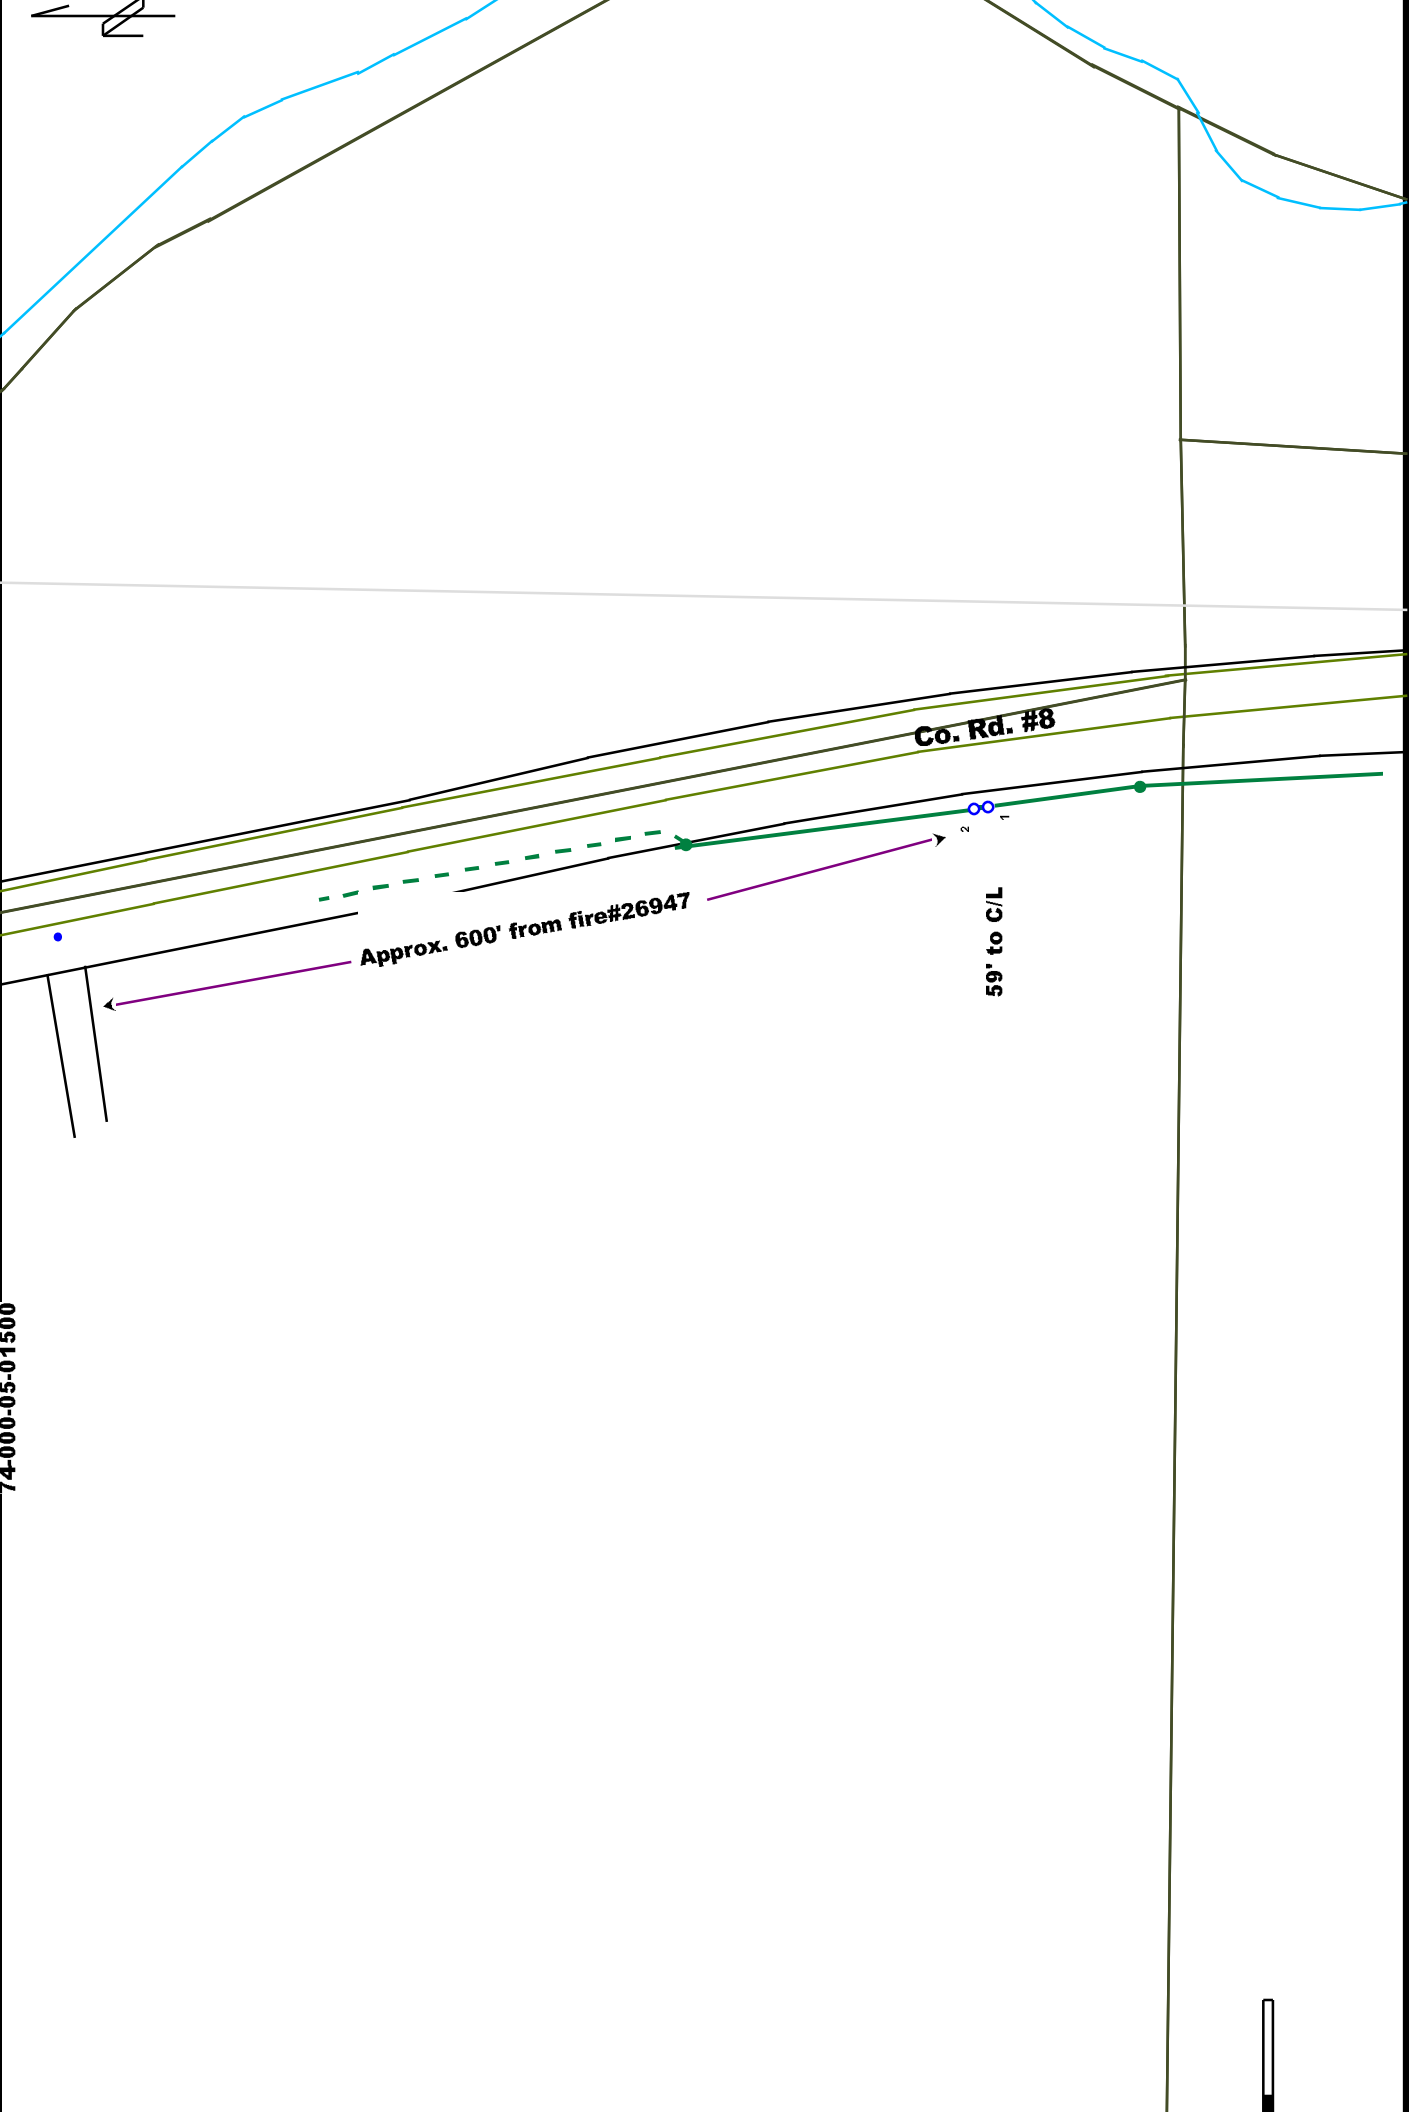 Co. Rd. #8
2
1
Approx. 600' from fire#26947
59' to C/L
74-000-05-01500